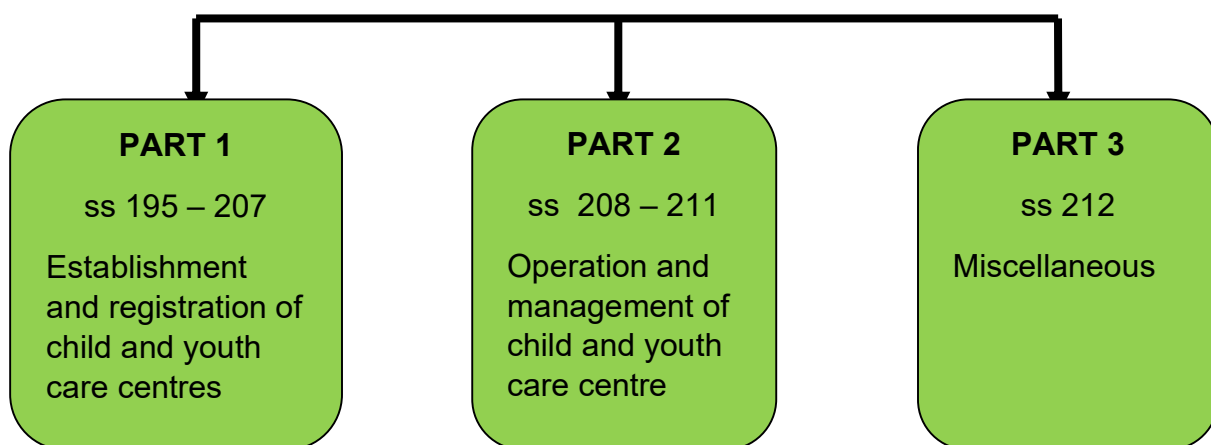 PART 1
ss 195 – 207
Establishment
and registration of
child and youth
care centres
PART 2
ss 208 – 211
Operation and
management of
child and youth
care centre
PART 3
ss 212
Miscellaneous